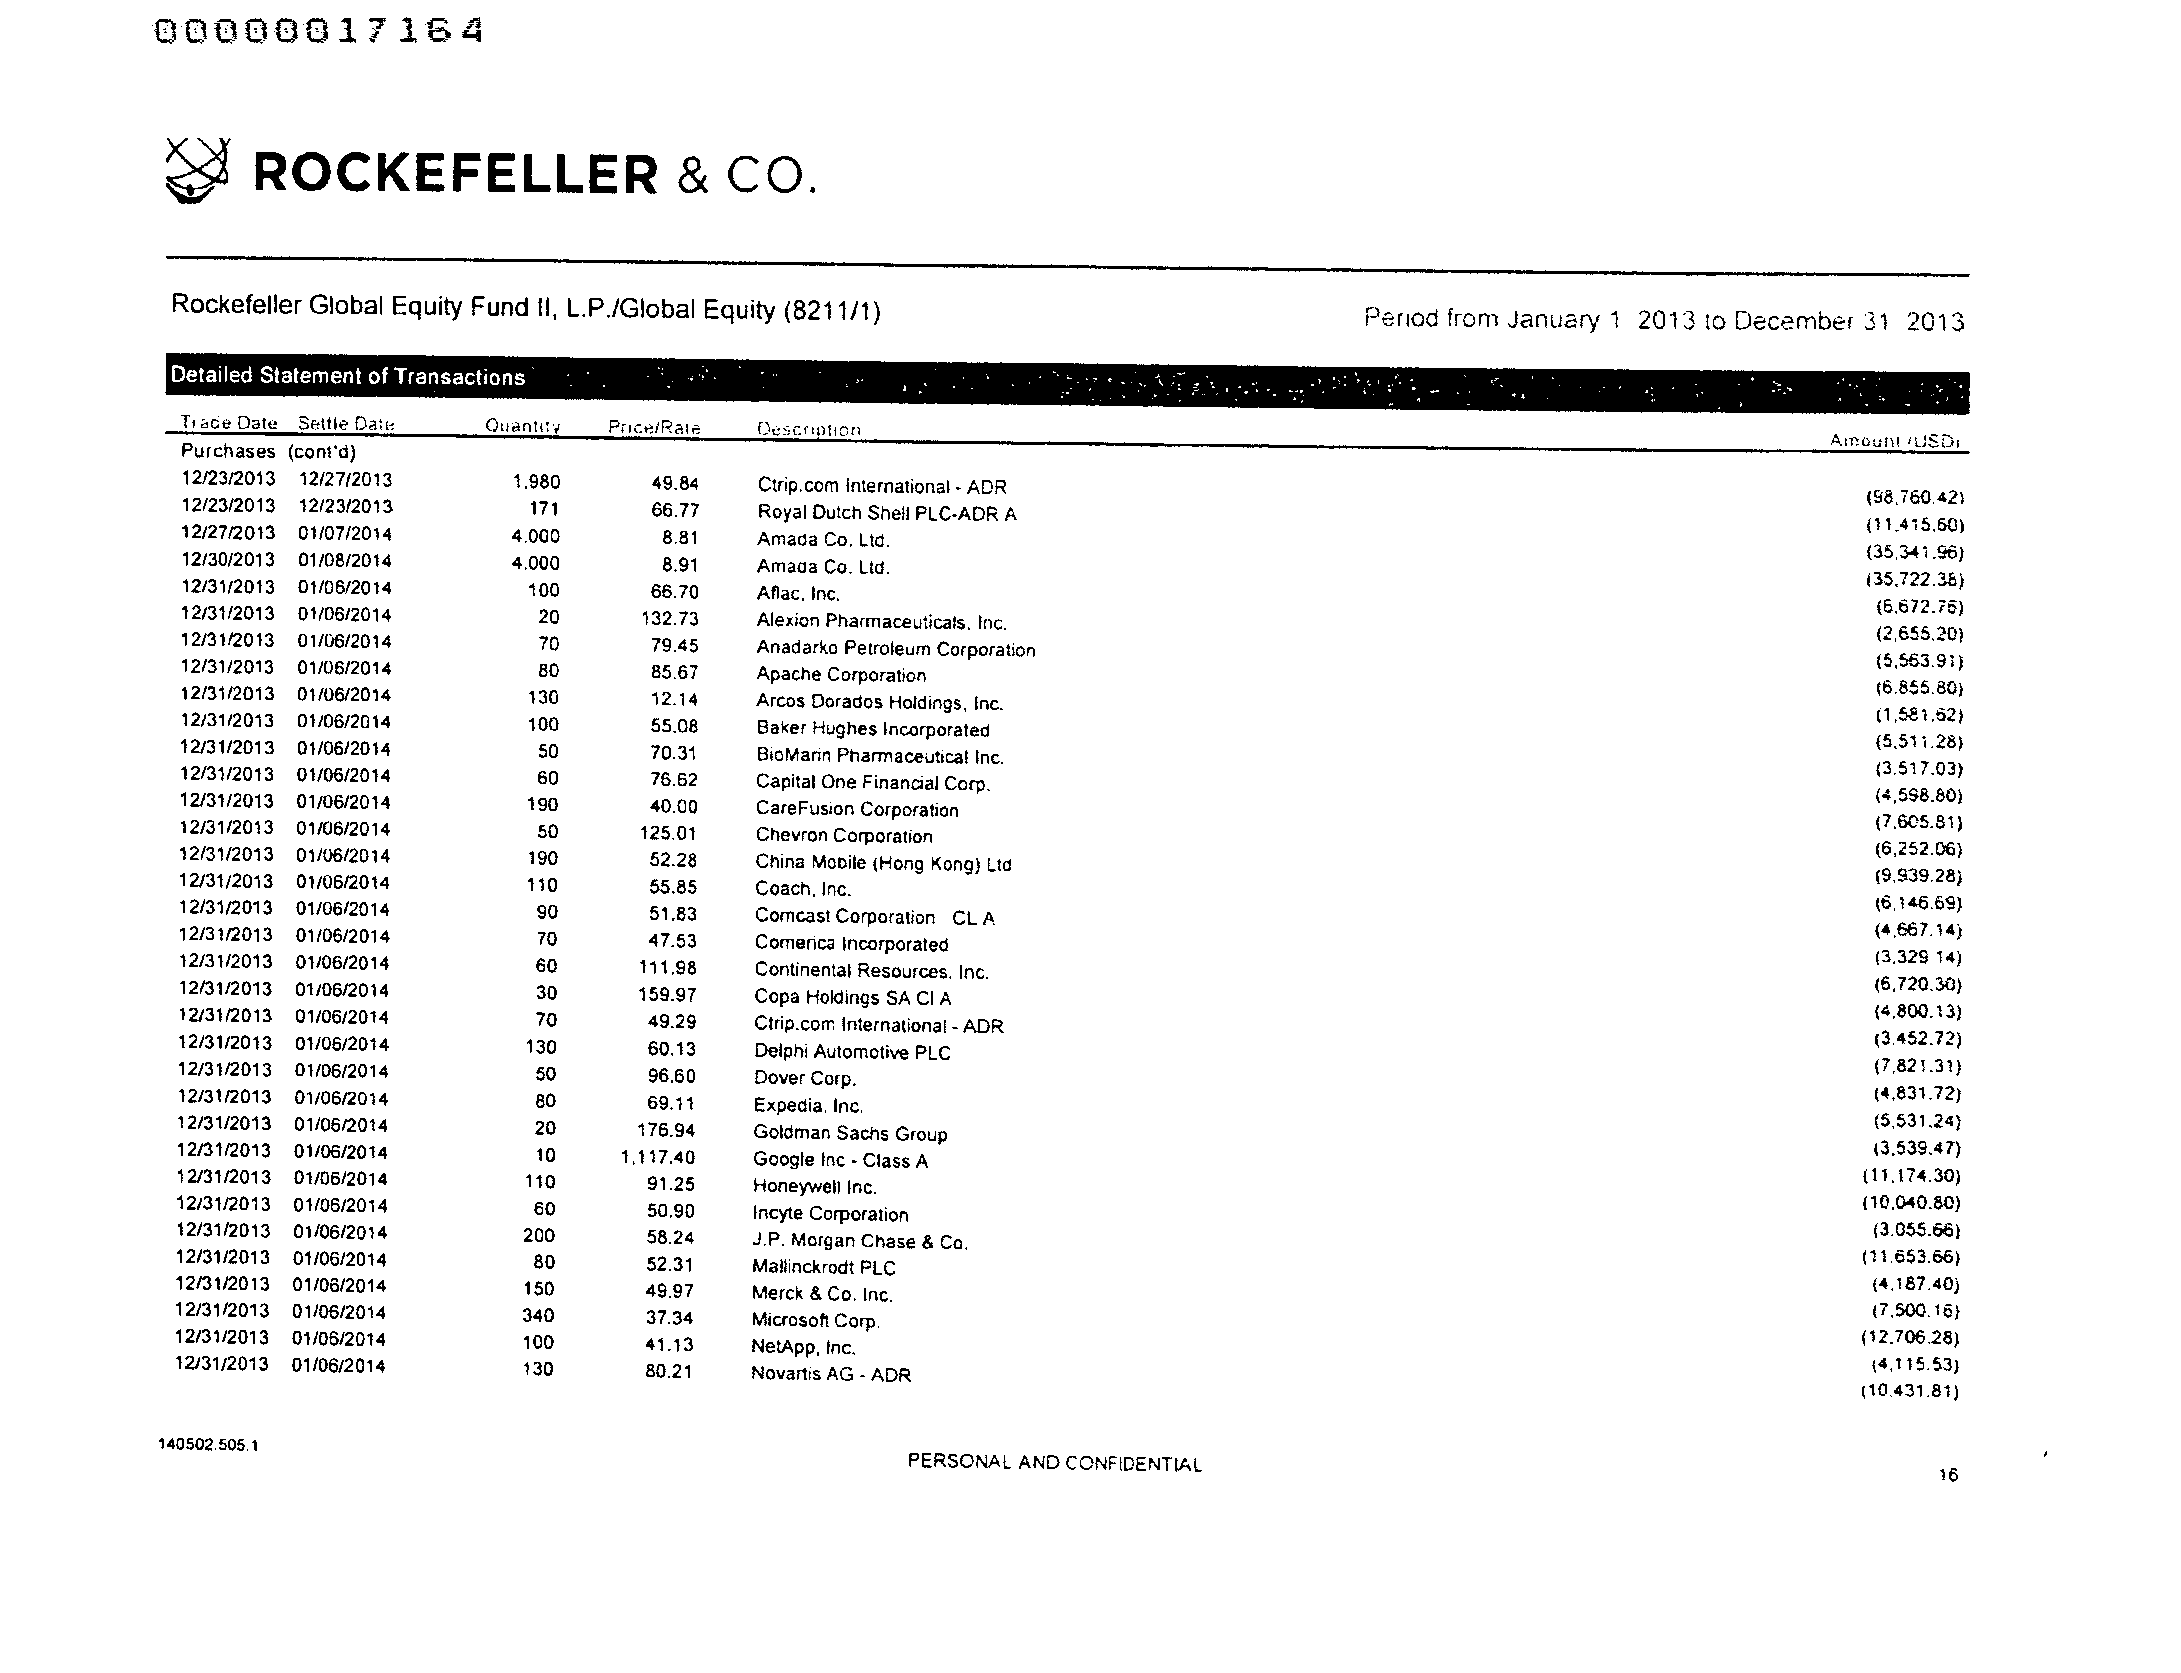 00000017164
ROCKEFELLER & CO.
Rockefeller Global Equity Fund II, L.P./Global Equity (8211/1) Period from January 1 2013 to December 31 2013
Detailed Statement of Transactions
Trade Date Settle Date Quantity Price/Rate Description Amount (USD)
Purchases (cont'd)
12/23/2013 12/27/2013 1.980 49.84 Ctrip.com International - ADR (98,760.42)
12/23/2013 12/23/2013 171 66.77 Royal Dutch Shell PLC-ADR A (11,415.60)
12/27/2013 01/07/2014 4.000 8.81 Amada Co. Ltd. (35,341.96)
12/30/2013 01/08/2014 4.000 8.91 Amada Co. Ltd. (35,722.38)
12/31/2013 01/06/2014 100 66.70 Aflac, Inc. (6,672.76)
12/31/2013 01/06/2014 20 132.73 Alexion Pharmaceuticals, Inc. (2,655.20)
12/31/2013 01/06/2014 70 79.45 Anadarko Petroleum Corporation (5,563.91)
12/31/2013 01/06/2014 80 85.67 Apache Corporation (6.855.80)
12/31/2013 01/06/2014 130 12.14 Arcos Dorados Holdings, Inc. (1,581.62)
12/31/2013 01/06/2014 100 55.08 Baker Hughes Incorporated (5,511.28)
12/31/2013 01/06/2014 50 70.31 BioMarin Pharmaceutical Inc. (3.517.03)
12/31/2013 01/06/2014 60 76.62 Capital One Financial Corp. (4,598.80)
12/31/2013 01/06/2014 190 40.00 CareFusion Corporation (7,605.81)
12/31/2013 01/06/2014 50 125.01 Chevron Corporation (6,252.06)
12/31/2013 01/06/2014 190 52.28 China Mobile (Hong Kong) Ltd (9,939.28)
12/31/2013 01/06/2014 110 55.85 Coach, Inc. (6,146.69)
12/31/2013 01/06/2014 90 51.83 Comcast Corporation CL A (4,667.14)
12/31/2013 01/06/2014 70 47.53 Comerica Incorporated (3,329 14)
12/31/2013 01/06/2014 60 111.98 Continental Resources, Inc. (6,720.30)
12/31/2013 01/06/2014 30 159.97 Copa Holdings SA Cl A (4,800.13)
12/31/2013 01/06/2014 70 49.29 Ctrip.com International - ADR (3.452.72)
12/31/2013 01/06/2014 130 60.13 Delphi Automotive PLC (7,821.31)
12/31/2013 01/06/2014 50 96.60 Dover Corp. (4,831.72)
12/31/2013 01/06/2014 80 69.11 Expedia, Inc. (5,531.24)
12/31/2013 01/06/2014 20 176.94 Goldman Sachs Group (3,539.47)
12/31/2013 01/06/2014 10 1,117.40 Google Inc - Class A (11,174.30)
12/31/2013 01/06/2014 110 91.25 Honeywell Inc. (10,040.80)
12/31/2013 01/06/2014 60 50.90 Incyte Corporation (3.055.66)
12/31/2013 01/06/2014 200 58.24 J.P. Morgan Chase & Co. (11.653.66)
12/31/2013 01/06/2014 80 52.31 Mallinckrodt PLC (4,187.40)
12/31/2013 01/06/2014 150 49.97 Merck & Co. Inc. (7,500.16)
12/31/2013 01/06/2014 340 37.34 Microsoft Corp. (12.706.28)
12/31/2013 01/06/2014 100 41.13 NetApp, Inc. (4,115.53)
12/31/2013 01/06/2014 130 80.21 Novartis AG - ADR (10.431.81)
140502.505.1 PERSONAL AND CONFIDENTIAL 16